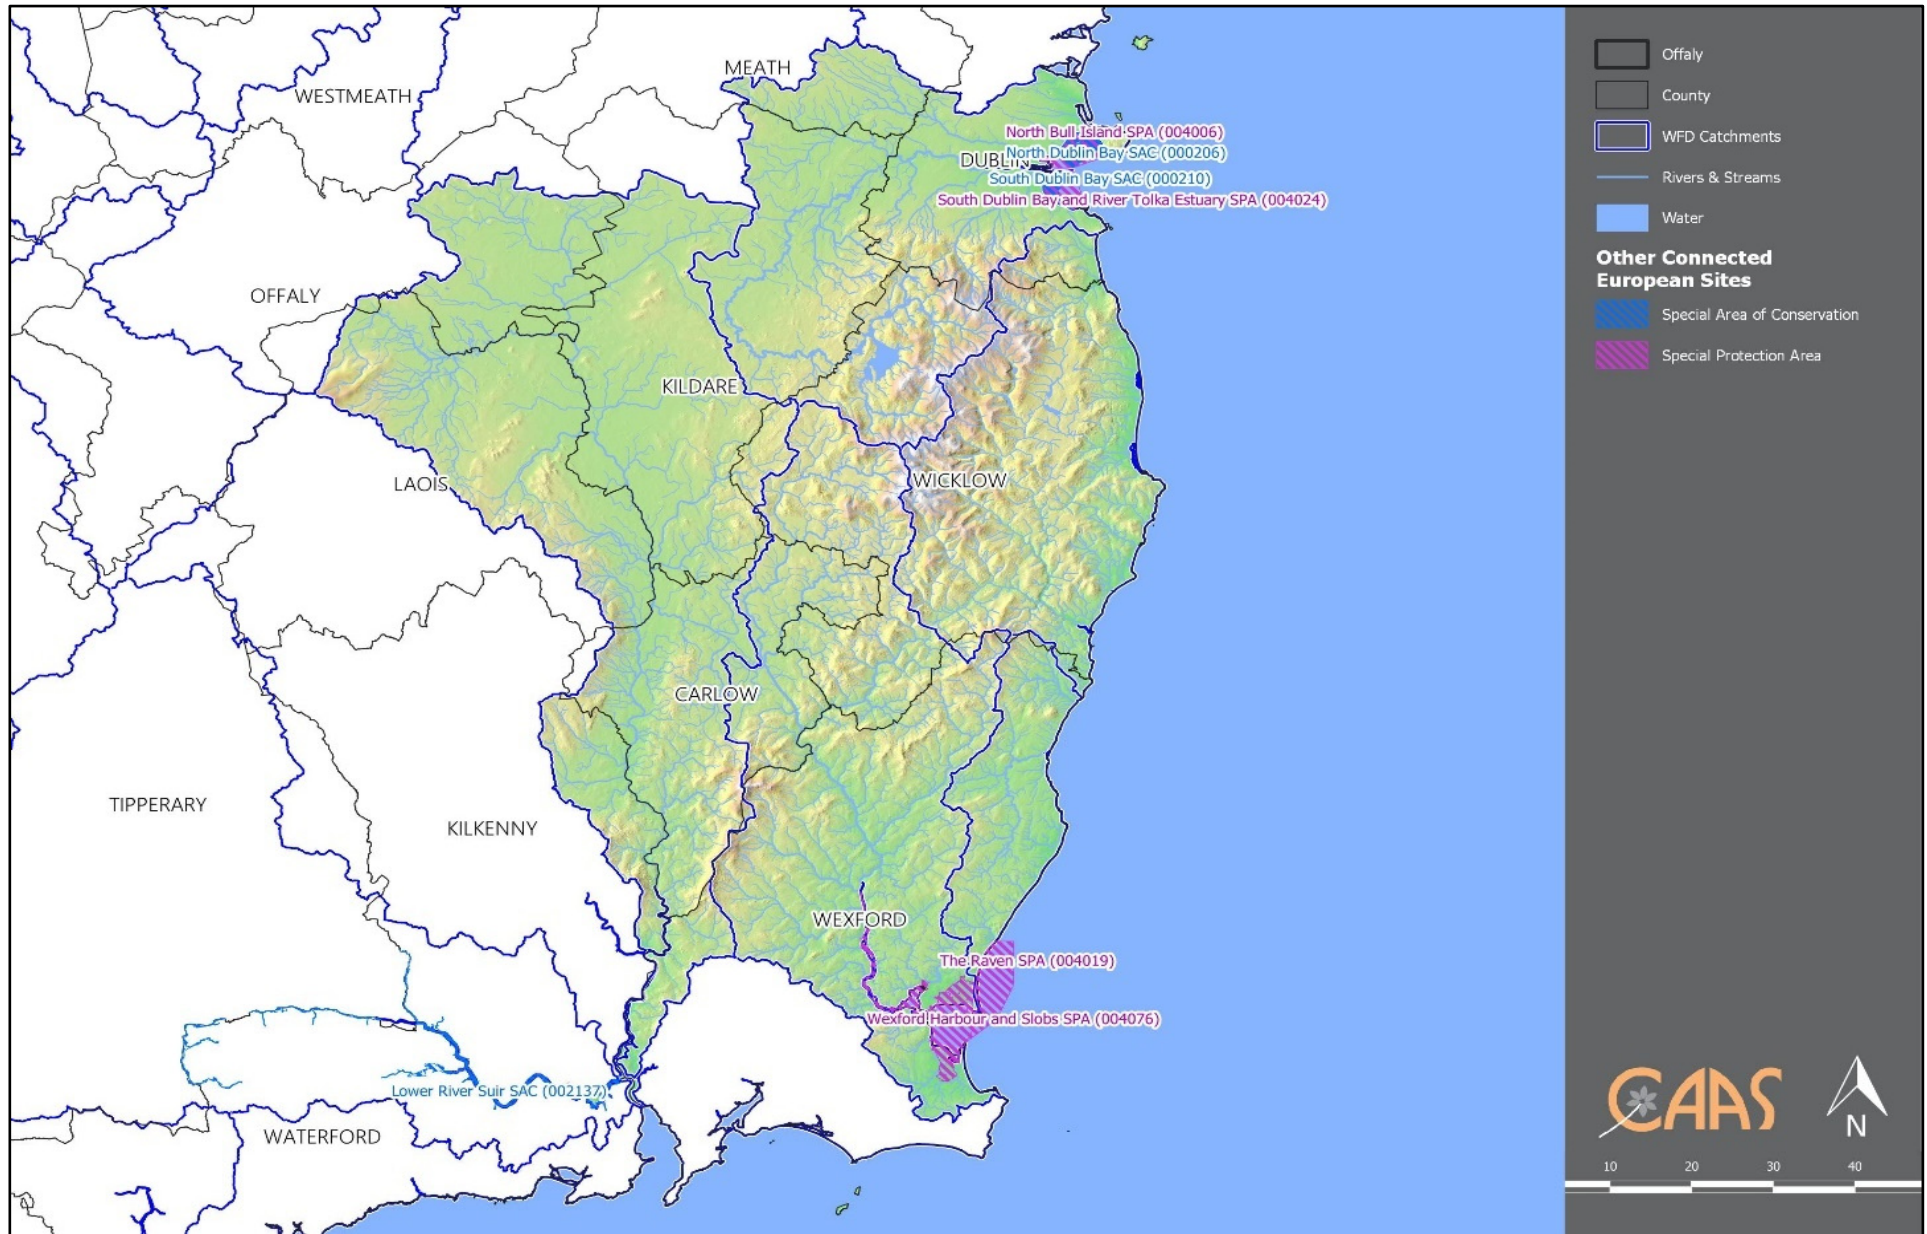 MEATH
WESTMEATH
North Bull Island SPA (004006)
DUBLIN
North Dublin Bay SAC (000206)
South Dublin Bay SAC (000210)
South Dublin Bay and River Tolka Estuary SPA (004024)
OFFALY
KILDARE
LAOIS
WICKLOW
CARLOW
TIPPERARY
KILKENNY
WEXFORD
The Raven SPA (004019)
Wexford Harbour and Slobs SPA (004076)
Lower River Suir SAC (002137)
WATERFORD
Offaly
County
WFD Catchments
Rivers & Streams
Water
Other Connected
European Sites
Special Area of Conservation
Special Protection Area
CAAS
N
10 20 30 40